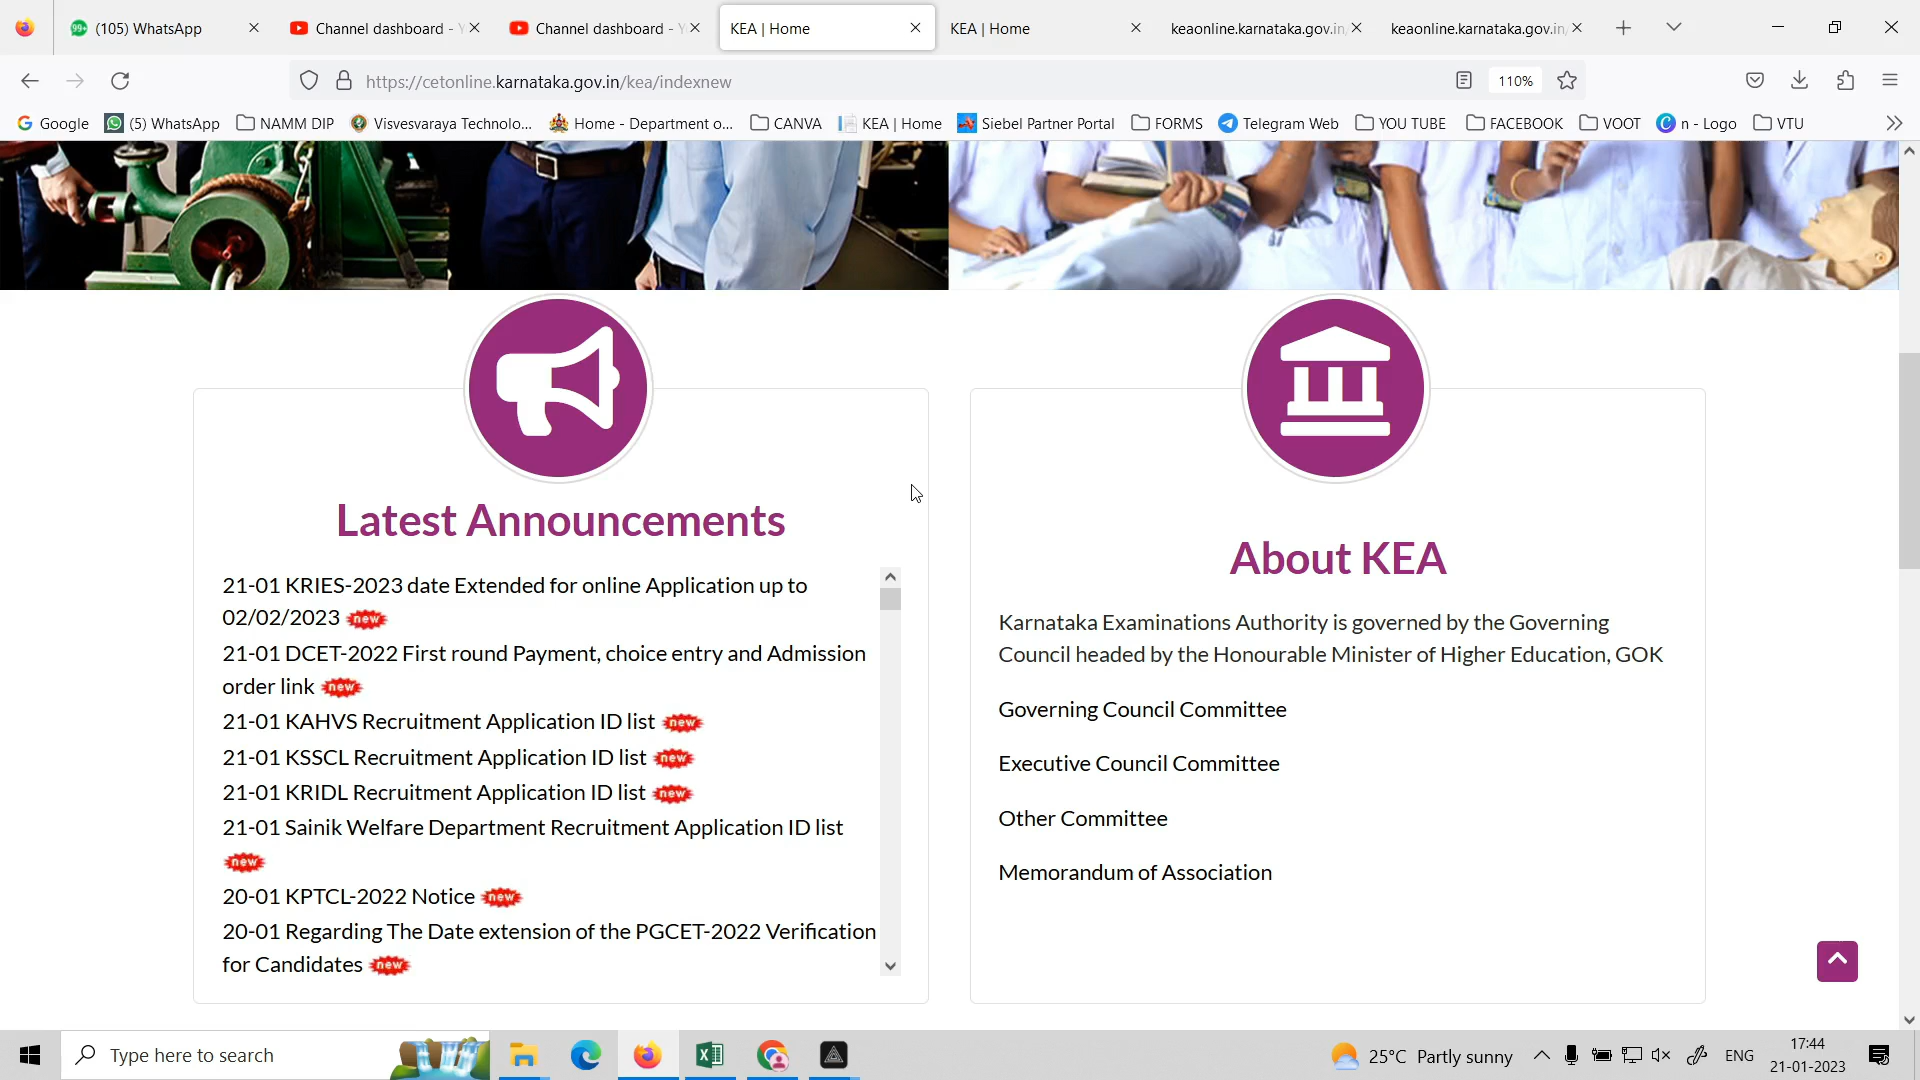 (105) WhatsApp
Channel dashboard - Y
Channel dashboard - Y
KEA | Home
KEA | Home
keaonline.karnataka.gov.in
keaonline.karnataka.gov.in
https://cetonline.karnataka.gov.in/kea/indexnew
110%
Google
(5) WhatsApp
NAMM DIP
Visvesvaraya Technolo...
Home - Department o...
CANVA
KEA | Home
Siebel Partner Portal
FORMS
Telegram Web
YOU TUBE
FACEBOOK
VOOT
n - Logo
VTU
Latest Announcements
21-01 KRIES-2023 date Extended for online Application up to
02/02/2023 new
21-01 DCET-2022 First round Payment, choice entry and Admission
order link new
21-01 KAHVS Recruitment Application ID list new
21-01 KSSCL Recruitment Application ID list new
21-01 KRIDL Recruitment Application ID list new
21-01 Sainik Welfare Department Recruitment Application ID list
new
20-01 KPTCL-2022 Notice new
20-01 Regarding The Date extension of the PGCET-2022 Verification
for Candidates new
About KEA
Karnataka Examinations Authority is governed by the Governing
Council headed by the Honourable Minister of Higher Education, GOK
Governing Council Committee
Executive Council Committee
Other Committee
Memorandum of Association
Type here to search
25°C Partly sunny
ENG
17:44
21-01-2023